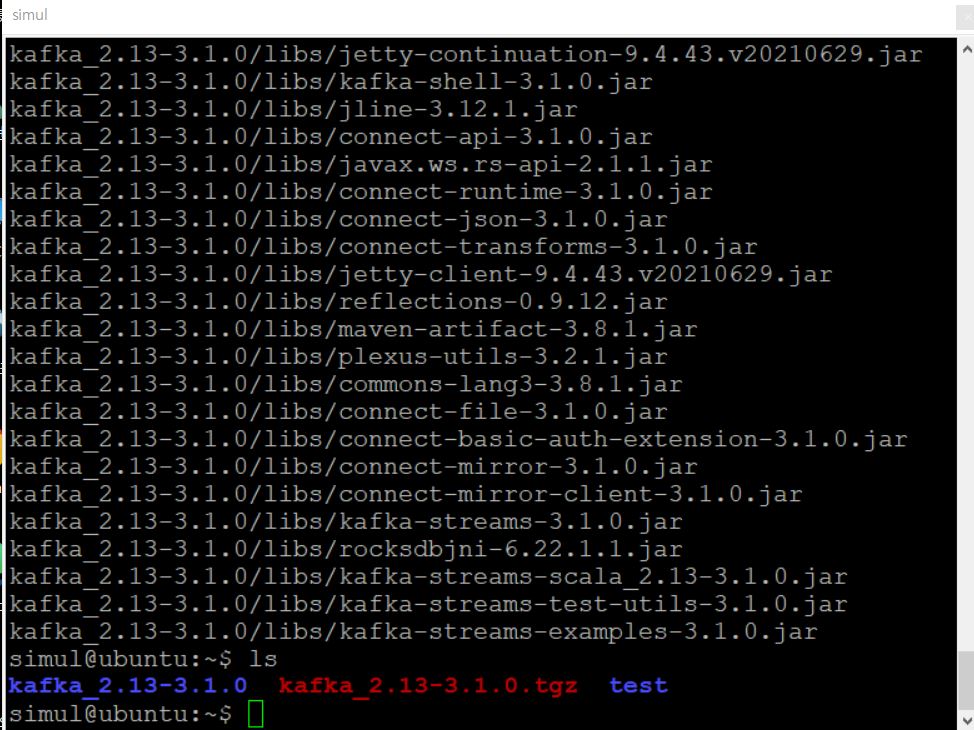 simul
kafka_2.13-3.1.0/libs/jetty-continuation-9.4.43.v20210629.jar
kafka_2.13-3.1.0/libs/kafka-shell-3.1.0.jar
kafka_2.13-3.1.0/libs/jline-3.12.1.jar
kafka_2.13-3.1.0/libs/connect-api-3.1.0.jar
kafka_2.13-3.1.0/libs/javax.ws.rs-api-2.1.1.jar
kafka_2.13-3.1.0/libs/connect-runtime-3.1.0.jar
kafka_2.13-3.1.0/libs/connect-json-3.1.0.jar
kafka_2.13-3.1.0/libs/connect-transforms-3.1.0.jar
kafka_2.13-3.1.0/libs/jetty-client-9.4.43.v20210629.jar
kafka_2.13-3.1.0/libs/reflections-0.9.12.jar
kafka_2.13-3.1.0/libs/maven-artifact-3.8.1.jar
kafka_2.13-3.1.0/libs/plexus-utils-3.2.1.jar
kafka_2.13-3.1.0/libs/commons-lang3-3.8.1.jar
kafka_2.13-3.1.0/libs/connect-file-3.1.0.jar
kafka_2.13-3.1.0/libs/connect-basic-auth-extension-3.1.0.jar
kafka_2.13-3.1.0/libs/connect-mirror-3.1.0.jar
kafka_2.13-3.1.0/libs/connect-mirror-client-3.1.0.jar
kafka_2.13-3.1.0/libs/kafka-streams-3.1.0.jar
kafka_2.13-3.1.0/libs/rocksdbjni-6.22.1.1.jar
kafka_2.13-3.1.0/libs/kafka-streams-scala_2.13-3.1.0.jar
kafka_2.13-3.1.0/libs/kafka-streams-test-utils-3.1.0.jar
kafka_2.13-3.1.0/libs/kafka-streams-examples-3.1.0.jar
simul@ubuntu:~$ ls
kafka_2.13-3.1.0  kafka_2.13-3.1.0.tgz  test
simul@ubuntu:~$